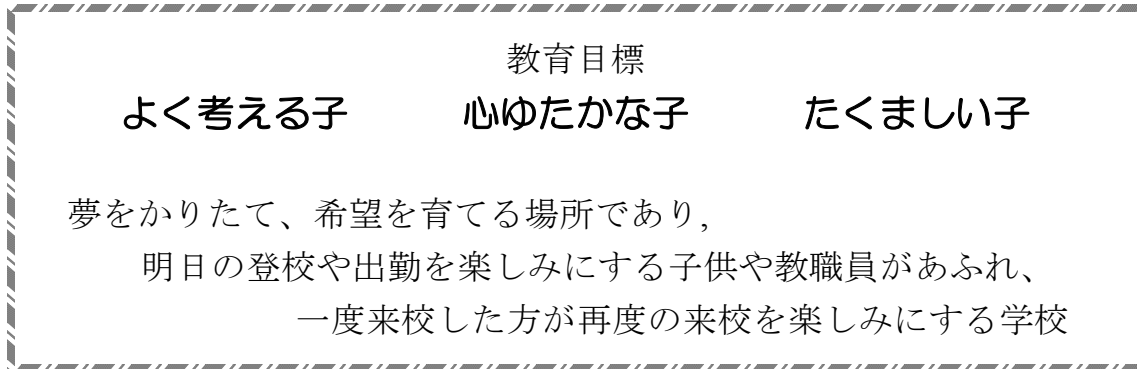 教育目標
よく考える子　心ゆたかな子　たくましい子
夢をかりたて、希望を育てる場所であり,
明日の登校や出勤を楽しみにする子供や教職員があふれ、
一度来校した方が再度の来校を楽しみにする学校